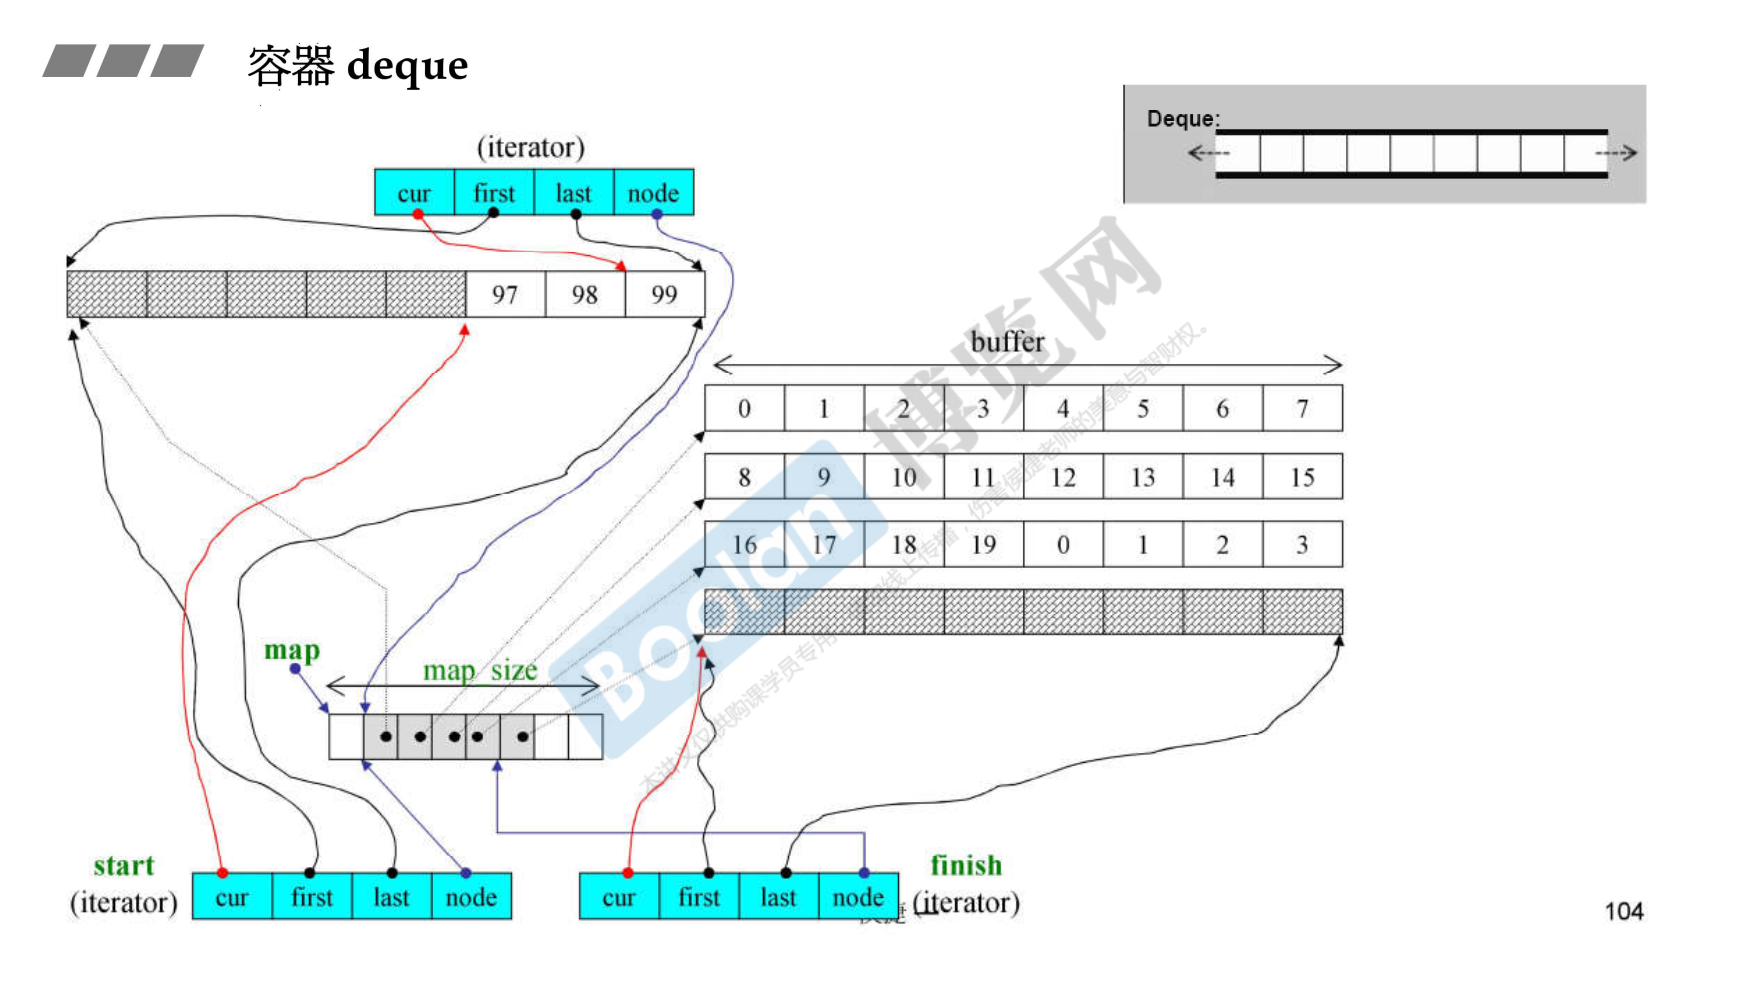 容器 deque
Deque:
(iterator)
cur first last node
97 98 99
buffer
0 1 2 3 4 5 6 7
8 9 10 11 12 13 14 15
16 17 18 19 0 1 2 3
map
map_size
start
(iterator)
cur first last node
cur first last node
finish
(iterator)
104
博览网
Boolan